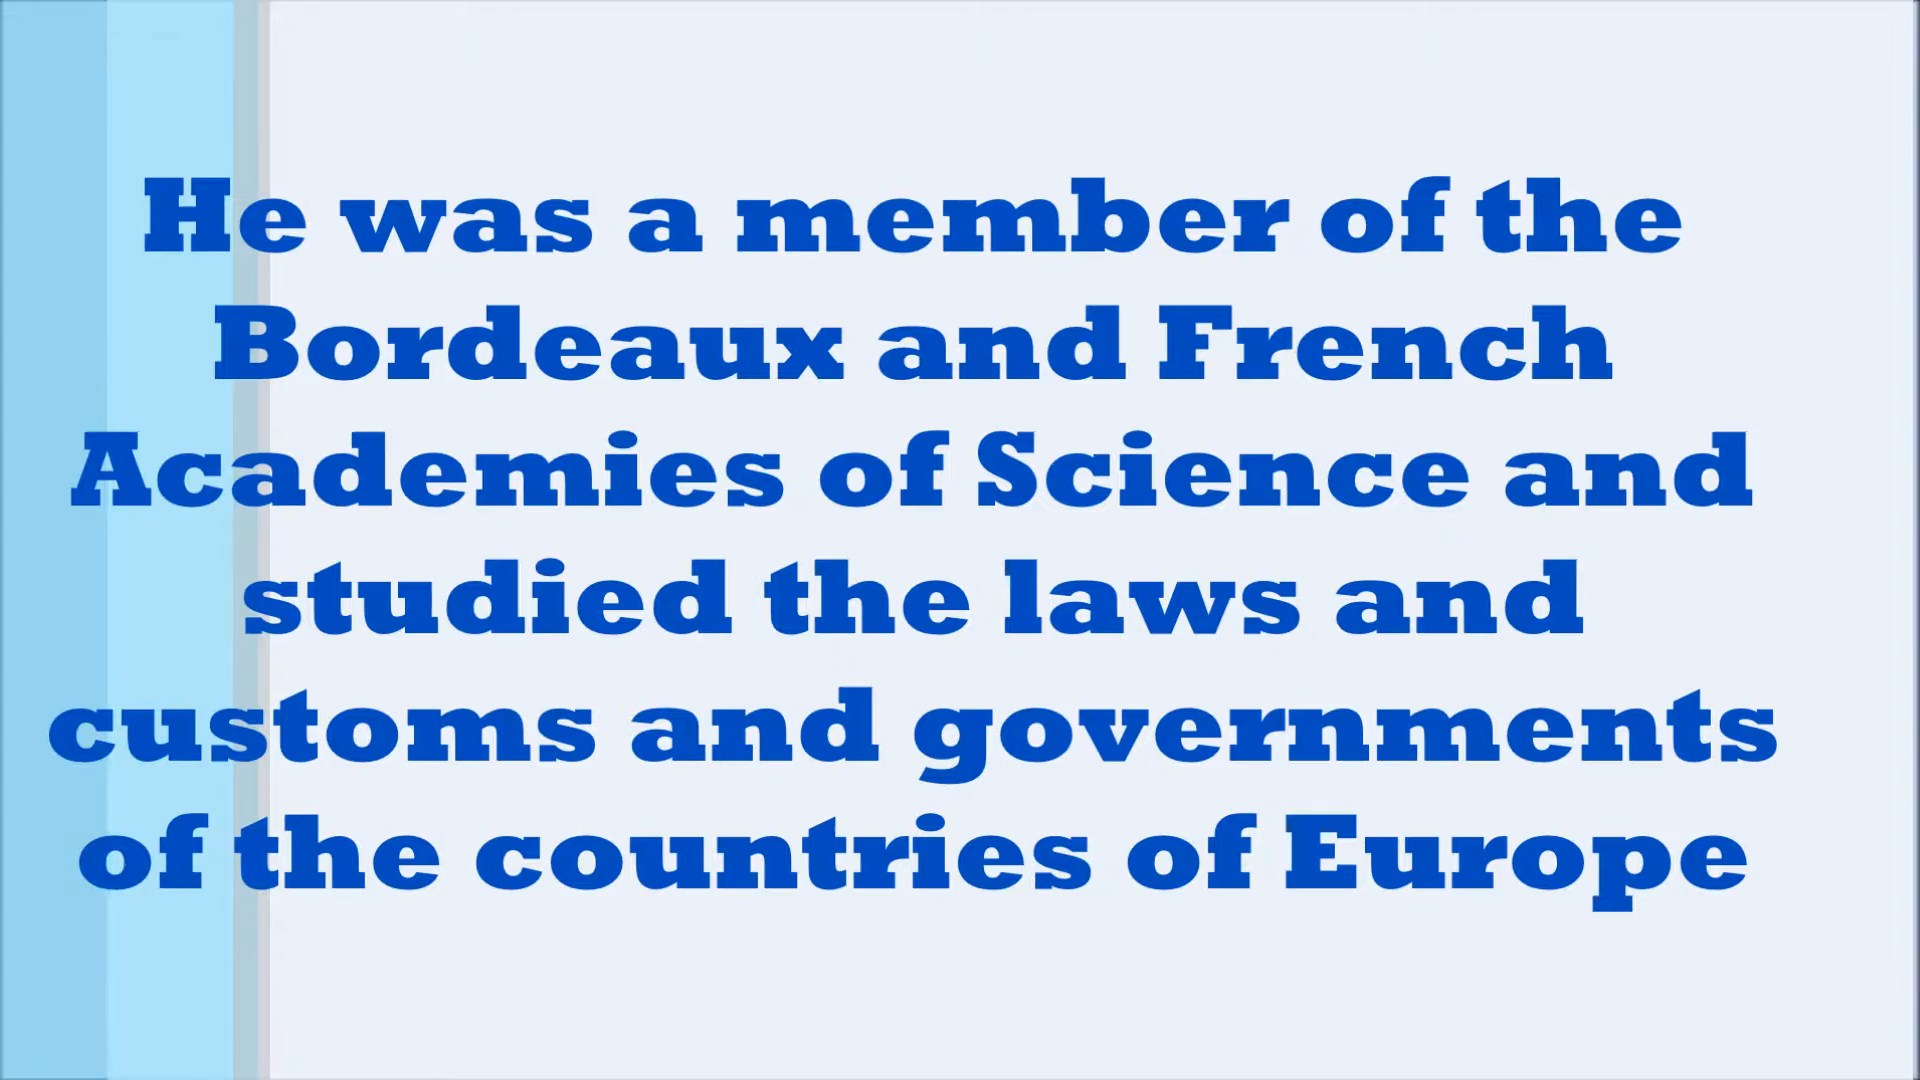 He was a member of the
Bordeaux and French
Academies of Science and
studied the laws and
customs and governments
of the countries of Europe